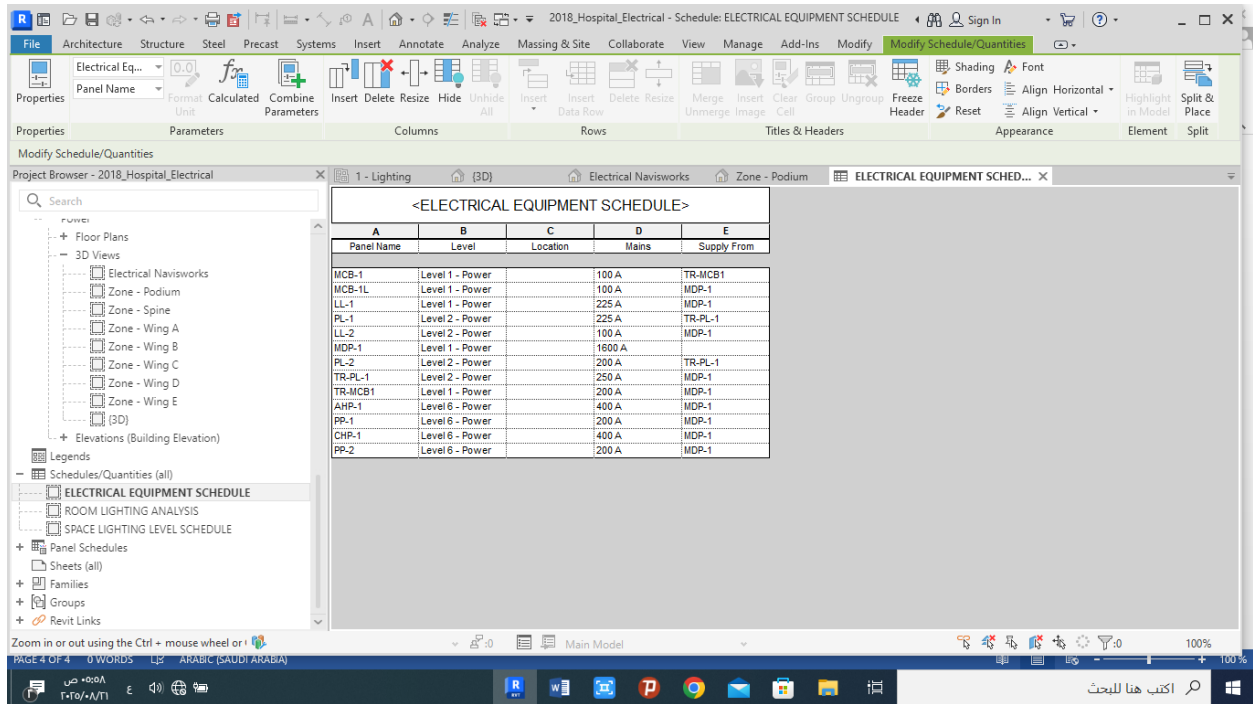 2018_Hospital_Electrical - Schedule: ELECTRICAL EQUIPMENT SCHEDULE
Sign In
File Architecture Structure Steel Precast Systems Insert Annotate Analyze Massing & Site Collaborate View Manage Add-Ins Modify Modify Schedule/Quantities
Electrical Eq...
Panel Name
Properties
Format Unit
Calculated
Combine Parameters
Insert Delete Resize Hide Unhide All
Insert
Insert Data Row
Delete Resize
Merge Unmerge
Insert Image
Clear Cell
Group Ungroup
Freeze Header
Shading
Borders
Reset
Font
Align Horizontal
Align Vertical
Highlight in Model
Split & Place
Properties Parameters Columns Rows Titles & Headers Appearance Element Split
Modify Schedule/Quantities
Project Browser - 2018_Hospital_Electrical
Search
Power
Floor Plans
3D Views
Electrical Navisworks
Zone - Podium
Zone - Spine
Zone - Wing A
Zone - Wing B
Zone - Wing C
Zone - Wing D
Zone - Wing E
{3D}
Elevations (Building Elevation)
Legends
Schedules/Quantities (all)
ELECTRICAL EQUIPMENT SCHEDULE
ROOM LIGHTING ANALYSIS
SPACE LIGHTING LEVEL SCHEDULE
Panel Schedules
Sheets (all)
Families
Groups
Revit Links
1 - Lighting {3D} Electrical Navisworks Zone - Podium ELECTRICAL EQUIPMENT SCHED...
<ELECTRICAL EQUIPMENT SCHEDULE>
A B C D E
Panel Name Level Location Mains Supply From
MCB-1 Level 1 - Power 100 A TR-MCB1
MCB-1L Level 1 - Power 100 A MDP-1
LL-1 Level 1 - Power 225 A MDP-1
PL-1 Level 2 - Power 225 A TR-PL-1
LL-2 Level 2 - Power 100 A MDP-1
MDP-1 Level 1 - Power 1600 A
PL-2 Level 2 - Power 200 A TR-PL-1
TR-PL-1 Level 2 - Power 250 A MDP-1
TR-MCB1 Level 1 - Power 200 A MDP-1
AHP-1 Level 6 - Power 400 A MDP-1
PP-1 Level 6 - Power 200 A MDP-1
CHP-1 Level 6 - Power 400 A MDP-1
PP-2 Level 6 - Power 200 A MDP-1
Zoom in or out using the Ctrl + mouse wheel or
:0
Main Model
:0
100%
PAGE 4 OF 4 0 WORDS ARABIC (SAUDI ARABIA)
100 %
٠٥:٥٨ ص
٢٠٢٥/٠٨/٢١
ع
اكتب هنا للبحث